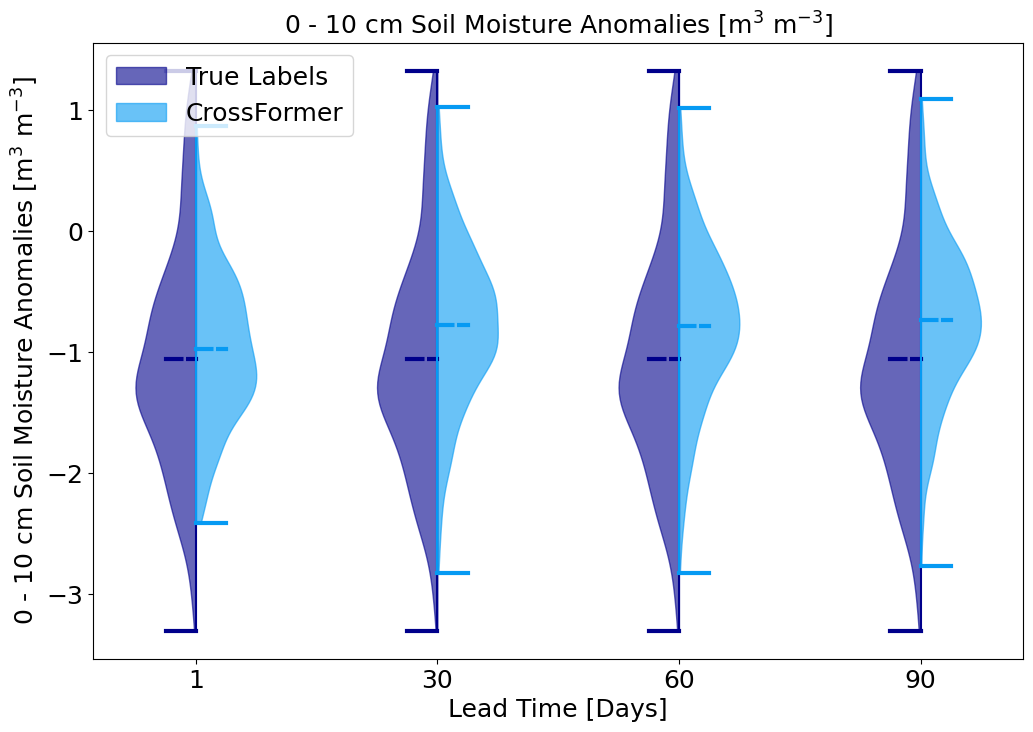 0 - 10 cm Soil Moisture Anomalies [m³ m⁻³]
True Labels
CrossFormer
0 - 10 cm Soil Moisture Anomalies [m³ m⁻³]
1
0
−1
−2
−3
1 30 60 90
Lead Time [Days]